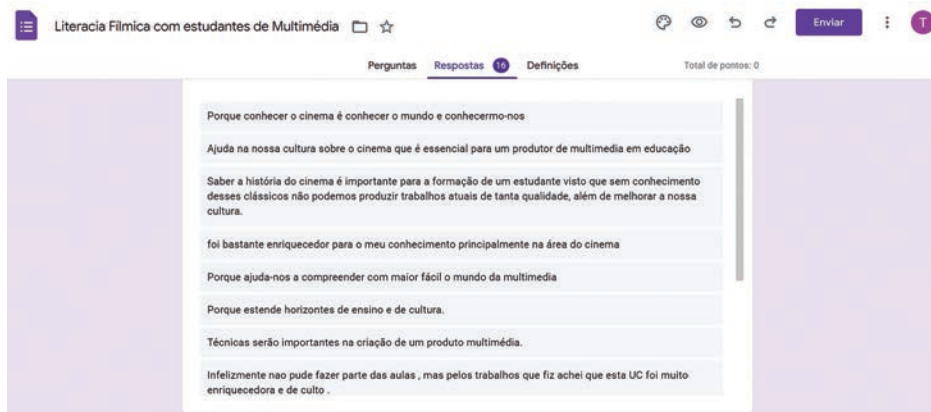 Literacia Fílmica com estudantes de Multimédia
Enviar
T
Perguntas Respostas 16 Definições Total de pontos: 0
Porque conhecer o cinema é conhecer o mundo e conhecermo-nos
Ajuda na nossa cultura sobre o cinema que é essencial para um produtor de multimedia em educação
Saber a história do cinema é importante para a formação de um estudante visto que sem conhecimento
desses clássicos não podemos produzir trabalhos atuais de tanta qualidade, além de melhorar a nossa
cultura.
foi bastante enriquecedor para o meu conhecimento principalmente na área do cinema
Porque ajuda-nos a compreender com maior fácil o mundo da multimedia
Porque estende horizontes de ensino e de cultura.
Técnicas serão importantes na criação de um produto multimédia.
Infelizmente nao pude fazer parte das aulas , mas pelos trabalhos que fiz achei que esta UC foi muito
enriquecedora e de culto .